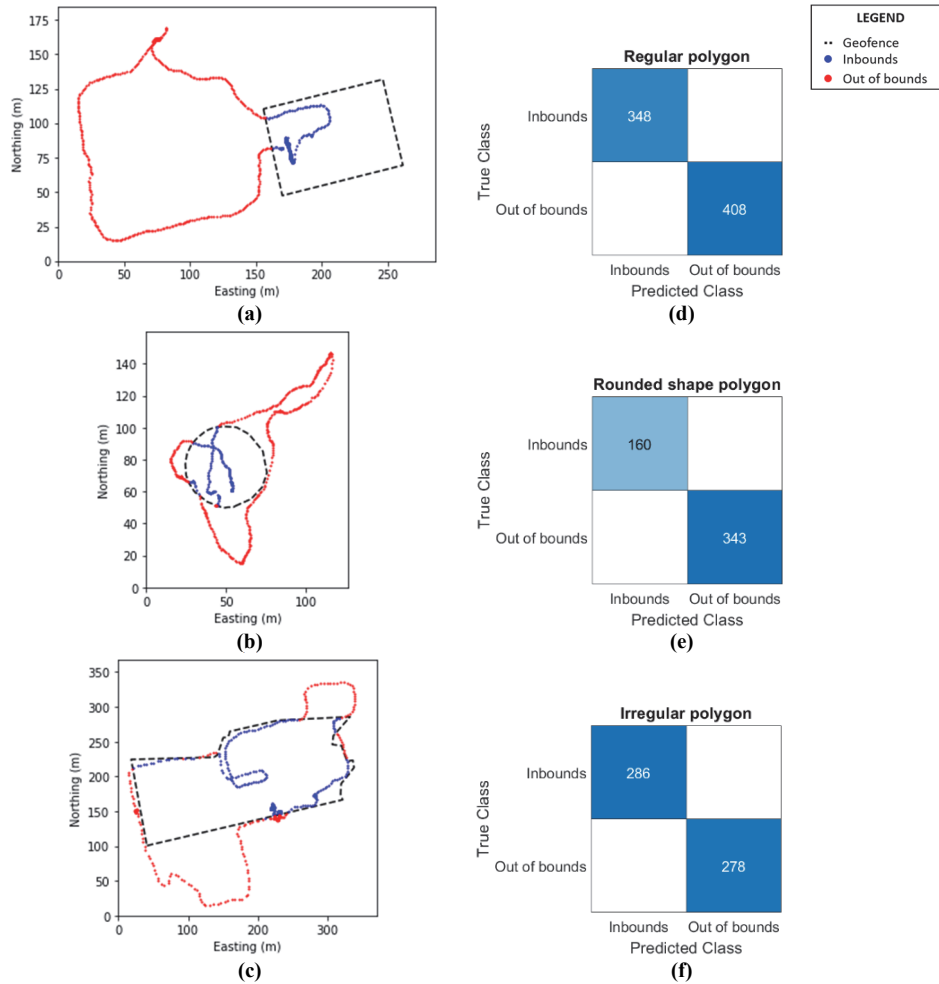 LEGEND
Geofence
Inbounds
Out of bounds
175
150
125
100
75
50
25
0
Northing (m)
0 50 100 150 200 250
Easting (m)
(a)
Regular polygon
True Class
Inbounds
348
Out of bounds
408
Inbounds Out of bounds
Predicted Class
(d)
140
120
100
80
60
40
20
0
Northing (m)
0 50 100
Easting (m)
(b)
Rounded shape polygon
True Class
Inbounds
160
Out of bounds
343
Inbounds Out of bounds
Predicted Class
(e)
350
300
250
200
150
100
50
0
Northing (m)
0 100 200 300
Easting (m)
(c)
Irregular polygon
True Class
Inbounds
286
Out of bounds
278
Inbounds Out of bounds
Predicted Class
(f)